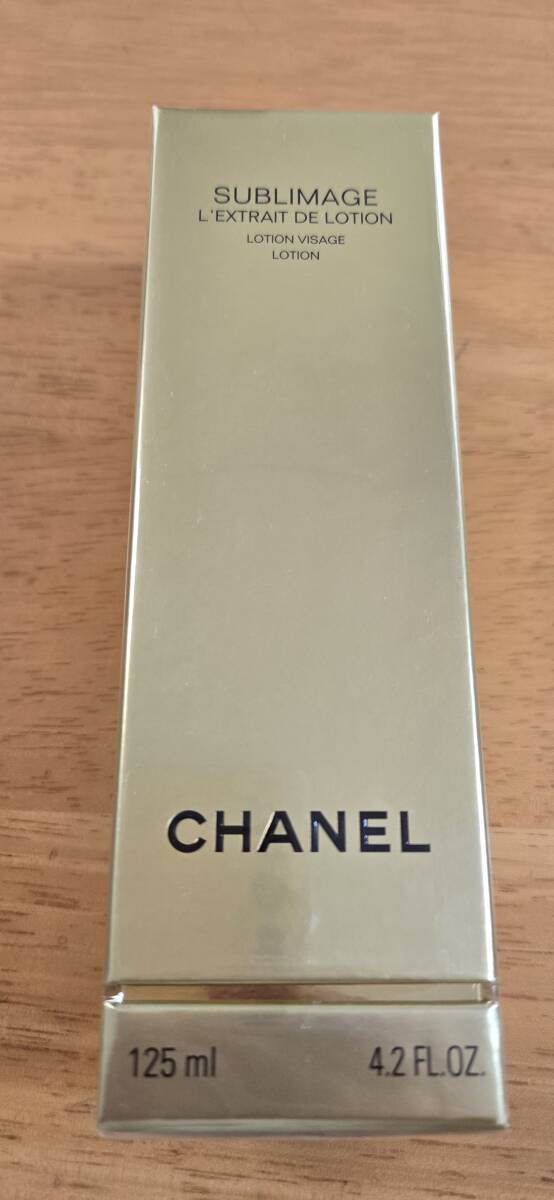 SUBLIMAGE
L'EXTRAIT DE LOTION
LOTION VISAGE
LOTION
CHANEL
125 ml 4.2 FL.OZ.